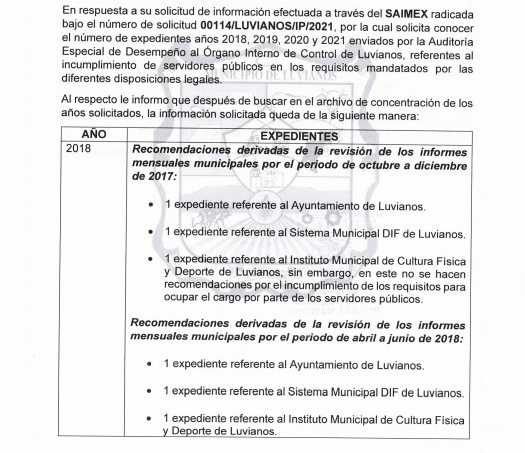 En respuesta a su solicitud de información efectuada a través del SAIMEX radicada
bajo el número de solicitud 00114/LUVIANOS/IP/2021, por la cual solicita conocer
el número de expedientes años 2018, 2019, 2020 y 2021 enviados por la Auditoria
Especial de Desempeño al Órgano Interno de Control de Luvianos, referentes al
incumplimiento de servidores públicos en los requisitos mandatados por las
diferentes disposiciones legales.
MUNICIPIO DE LUVIANOS
Al respecto le informo que después de buscar en el archivo de concentración de los
años solicitados, la información solicitada queda de la siguiente manera:
AÑO EXPEDIENTES
2018 Recomendaciones derivadas de la revisión de los informes
mensuales municipales por el periodo de octubre a diciembre
de 2017:
• 1 expediente referente al Ayuntamiento de Luvianos.
• 1 expediente referente al Sistema Municipal DIF de Luvianos.
• 1 expediente referente al Instituto Municipal de Cultura Física
y Deporte de Luvianos, sin embargo, en este no se hacen
recomendaciones por el incumplimiento de los requisitos para
ocupar el cargo por parte de los servidores públicos.
Recomendaciones derivadas de la revisión de los informes
mensuales municipales por el periodo de abril a junio de 2018:
• 1 expediente referente al Ayuntamiento de Luvianos.
• 1 expediente referente al Sistema Municipal DIF de Luvianos.
• 1 expediente referente al Instituto Municipal de Cultura Física
y Deporte de Luvianos.